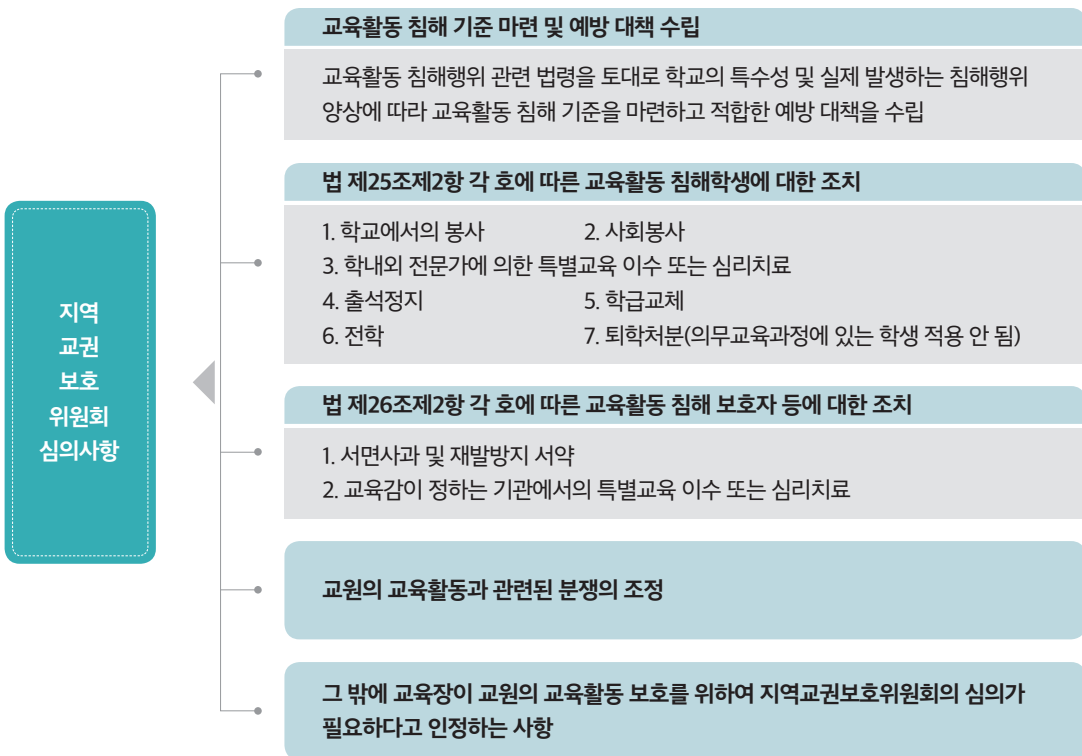 지역
교권
보호
위원회
심의사항
교육활동 침해 기준 마련 및 예방 대책 수립
교육활동 침해행위 관련 법령을 토대로 학교의 특수성 및 실제 발생하는 침해행위
양상에 따라 교육활동 침해 기준을 마련하고 적합한 예방 대책을 수립
법 제25조제2항 각 호에 따른 교육활동 침해학생에 대한 조치
1. 학교에서의 봉사 2. 사회봉사
3. 학내외 전문가에 의한 특별교육 이수 또는 심리치료
4. 출석정지 5. 학급교체
6. 전학 7. 퇴학처분(의무교육과정에 있는 학생 적용 안 됨)
법 제26조제2항 각 호에 따른 교육활동 침해 보호자 등에 대한 조치
1. 서면사과 및 재발방지 서약
2. 교육감이 정하는 기관에서의 특별교육 이수 또는 심리치료
교원의 교육활동과 관련된 분쟁의 조정
그 밖에 교육장이 교원의 교육활동 보호를 위하여 지역교권보호위원회의 심의가
필요하다고 인정하는 사항